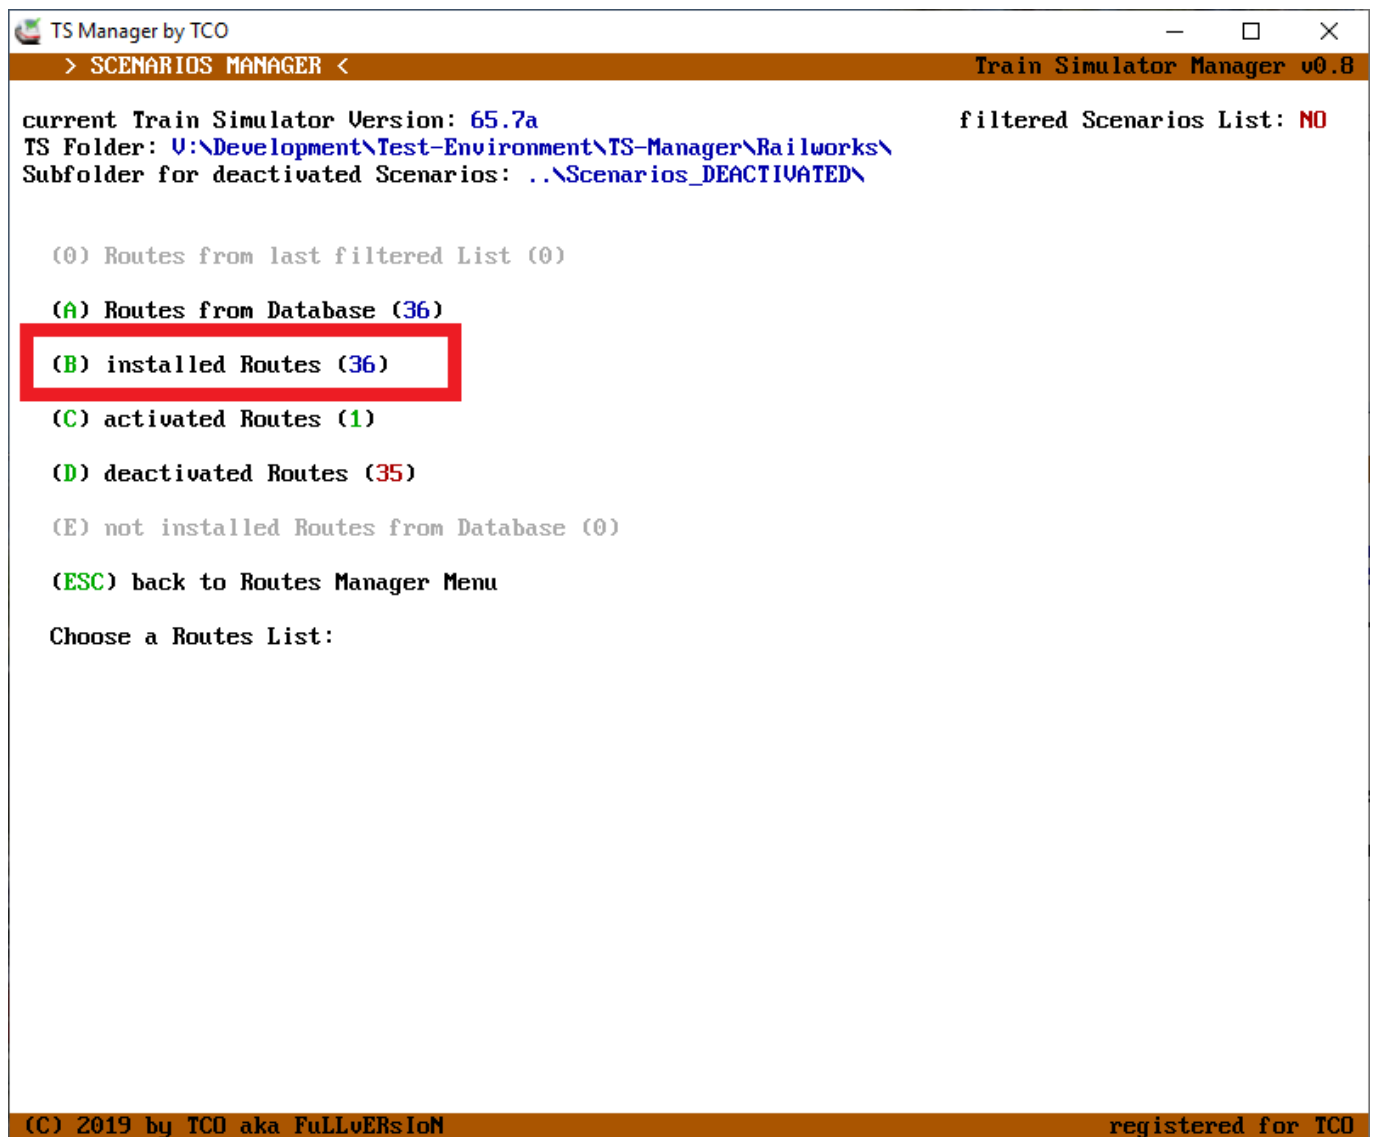 TS Manager by TCO
> SCENARIOS MANAGER < Train Simulator Manager v0.8
current Train Simulator Version: 65.7a filtered Scenarios List: NO
TS Folder: V:\Development\Test-Environment\TS-Manager\Railworks\
Subfolder for deactivated Scenarios: ..\Scenarios_DEACTIVATED\
(0) Routes from last filtered List (0)
(A) Routes from Database (36)
(B) installed Routes (36)
(C) activated Routes (1)
(D) deactivated Routes (35)
(E) not installed Routes from Database (0)
(ESC) back to Routes Manager Menu
Choose a Routes List:
(C) 2019 by TCO aka FuLLvERsIoN registered for TCO